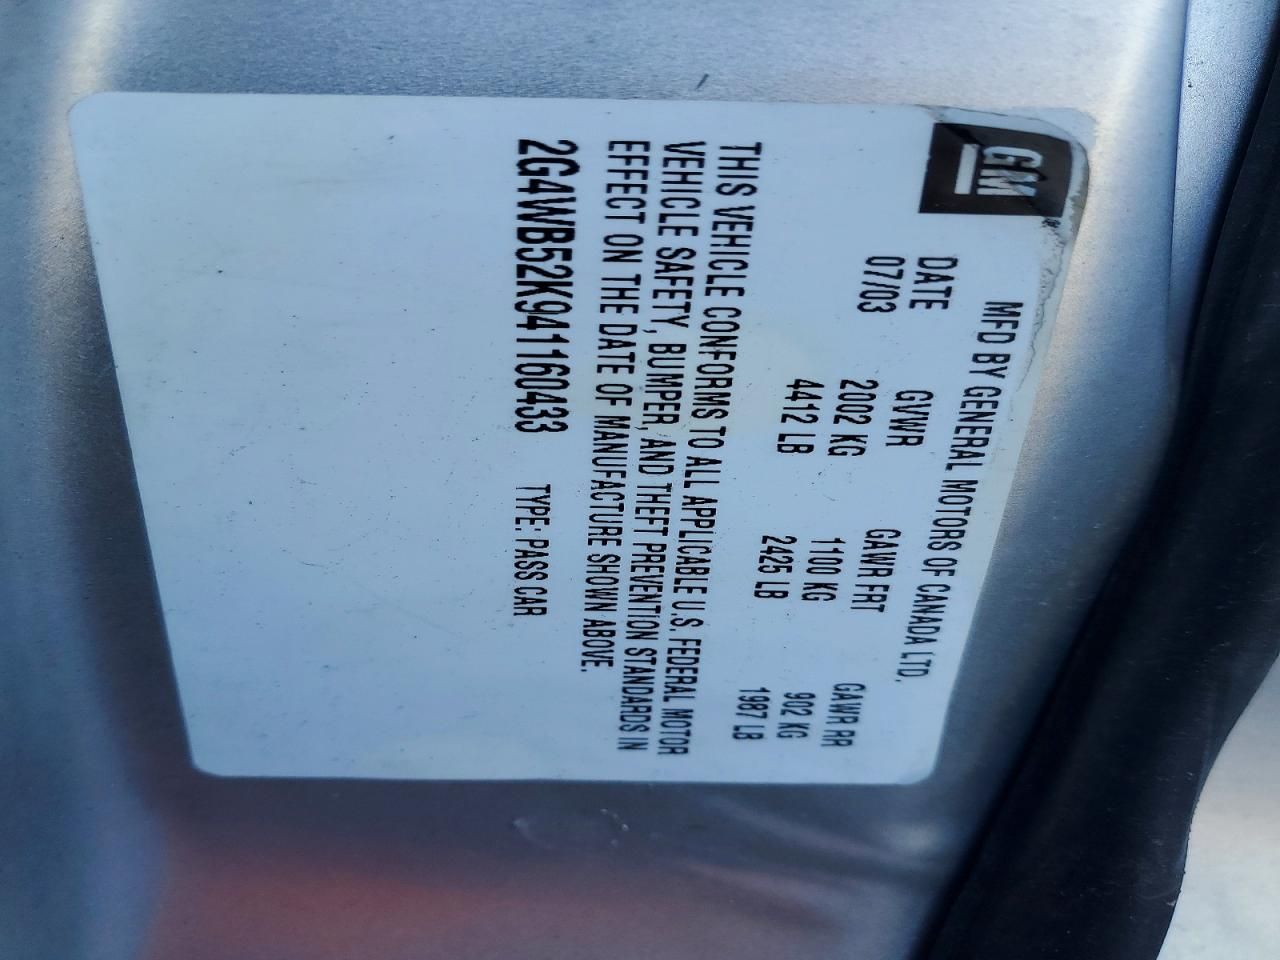 GM
MFD BY GENERAL MOTORS OF CANADA LTD.
DATE GVWR GAWR FRT GAWR RR
07/03 2002 KG 1100 KG 902 KG
4412 LB 2425 LB 1987 LB
THIS VEHICLE CONFORMS TO ALL APPLICABLE U.S. FEDERAL MOTOR
VEHICLE SAFETY, BUMPER, AND THEFT PREVENTION STANDARDS IN
EFFECT ON THE DATE OF MANUFACTURE SHOWN ABOVE.
2G4WB52K941160433 TYPE: PASS CAR